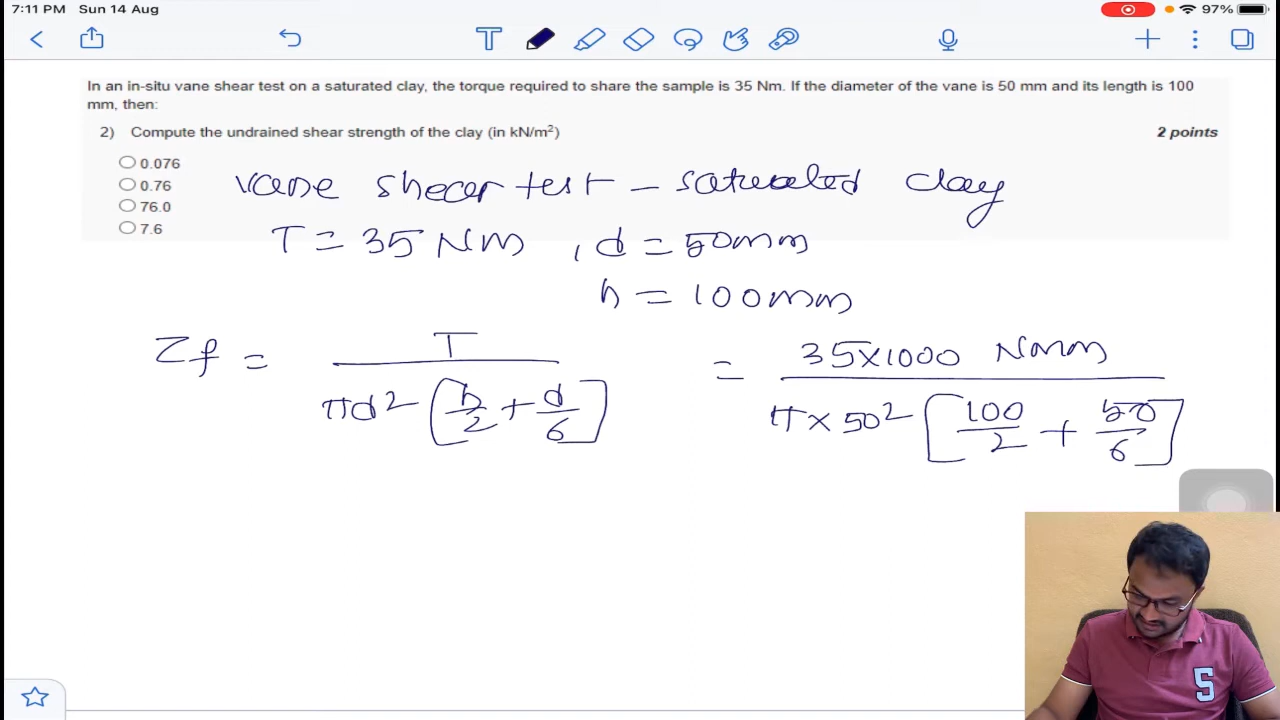 7:11 PM Sun 14 Aug
97%
In an in-situ vane shear test on a saturated clay, the torque required to share the sample is 35 Nm. If the diameter of the vane is 50 mm and its length is 100
mm, then:
2) Compute the undrained shear strength of the clay (in kN/m²)
2 points
0.076
0.76
76.0
7.6
vane shear test - saturated clay
T = 35 Nm, d = 50mm
h = 100mm
τf = T / πd² [h/2 + d/6] = 35x1000 Nmm / π x 50² [100/2 + 50/6]
S